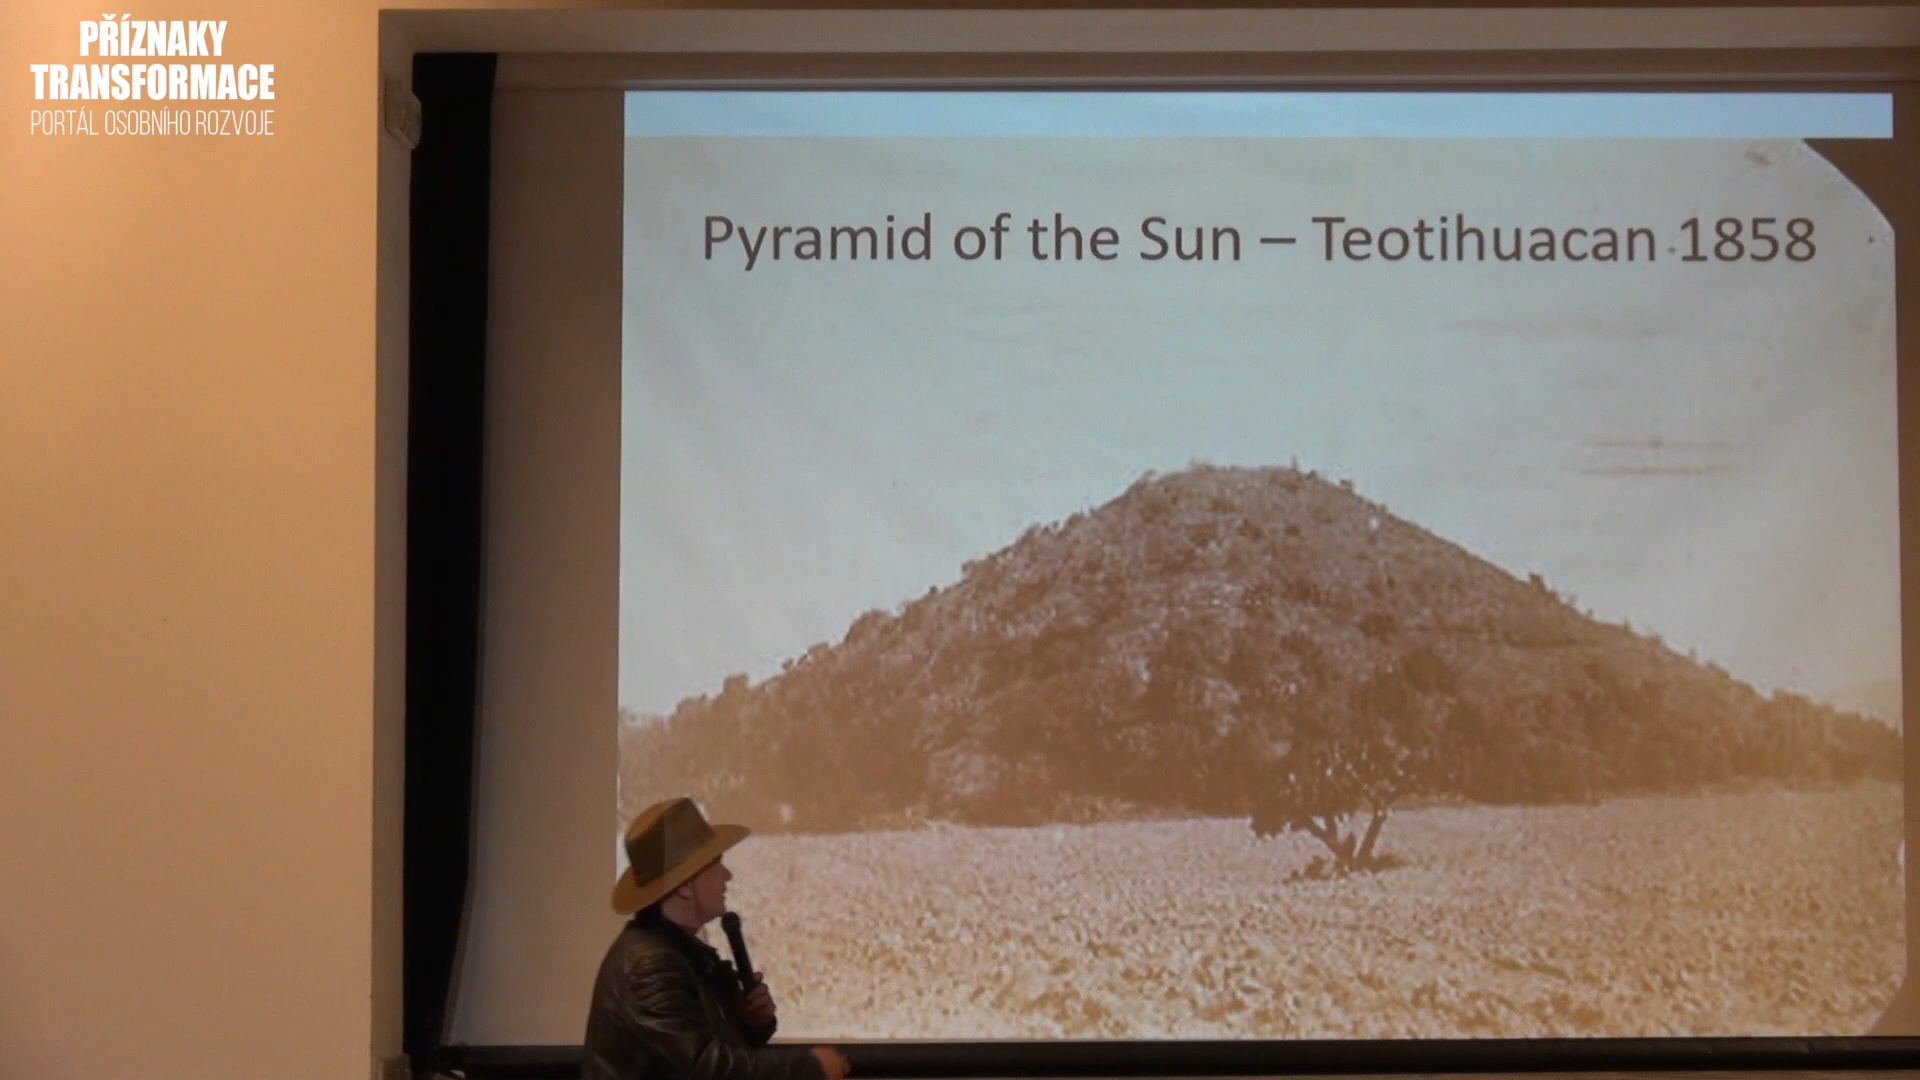 PŘÍZNAKY
TRANSFORMACE
PORTÁL OSOBNÍHO ROZVOJE
Pyramid of the Sun – Teotihuacan 1858